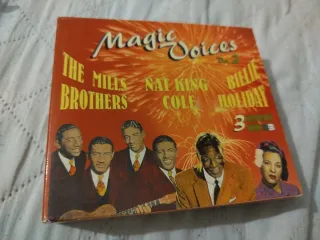 Magic Voices
THE MILLS BROTHERS
NAT KING COLE
BILLIE HOLIDAY
3